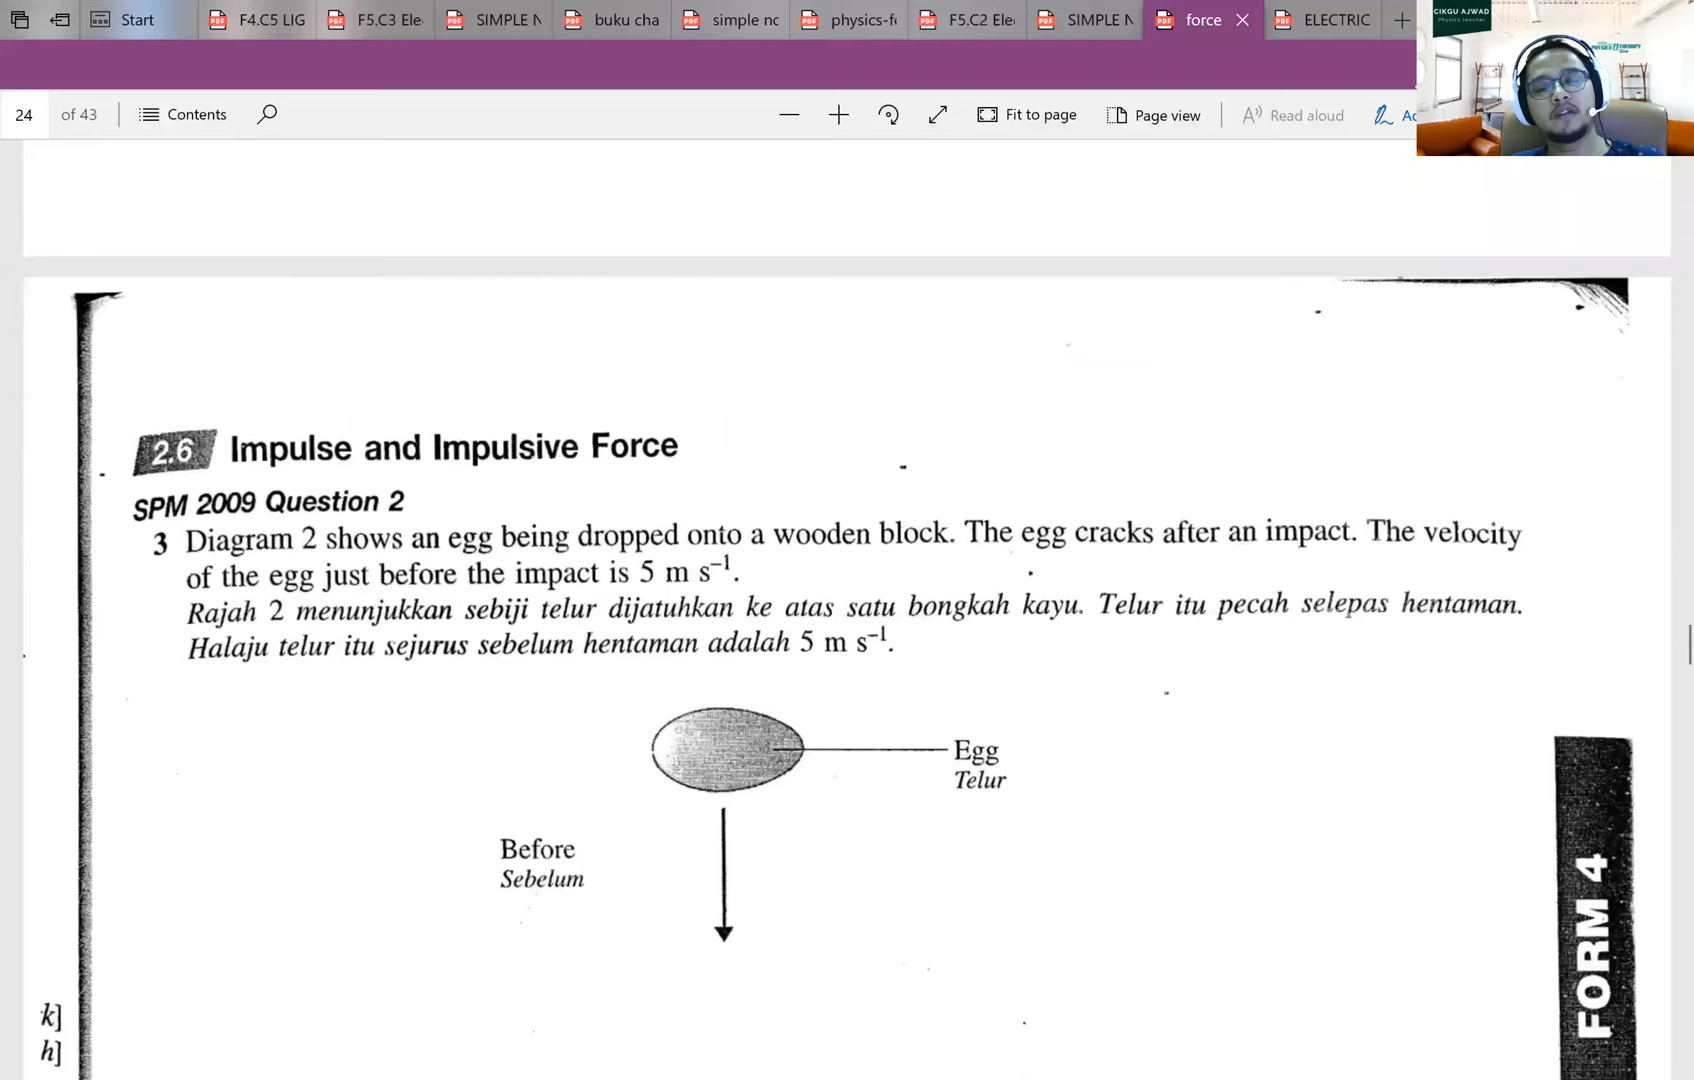 Start
F4.C5 LIG
F5.C3 Ele
SIMPLE N
buku cha
simple nc
physics-f
F5.C2 Ele
SIMPLE N
force
ELECTRIC
CIKGU AJWAD
Physics teacher
24 of 43
Contents
Fit to page
Page view
Read aloud
2.6 Impulse and Impulsive Force
SPM 2009 Question 2
3 Diagram 2 shows an egg being dropped onto a wooden block. The egg cracks after an impact. The velocity
of the egg just before the impact is 5 m s⁻¹.
Rajah 2 menunjukkan sebiji telur dijatuhkan ke atas satu bongkah kayu. Telur itu pecah selepas hentaman.
Halaju telur itu sejurus sebelum hentaman adalah 5 m s⁻¹.
Egg
Telur
Before
Sebelum
FORM 4
k]
h]